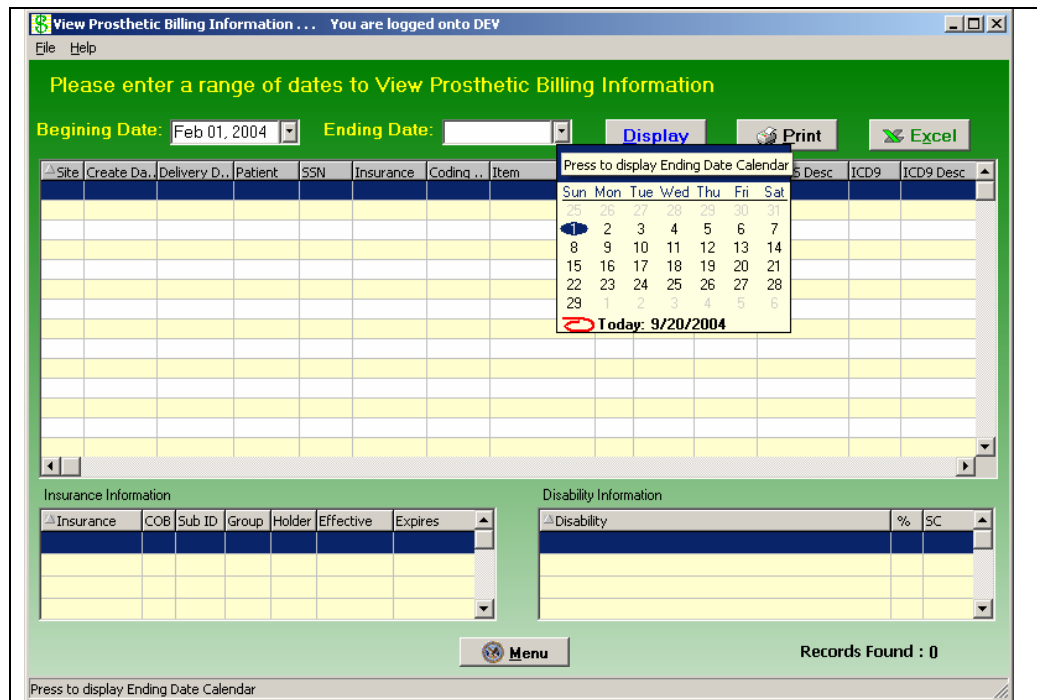 View Prosthetic Billing Information . . .    You are logged onto DEV
File  Help
Please enter a range of dates to View Prosthetic Billing Information
Begining Date: Feb 01, 2004  Ending Date:  Display  Print  Excel
Press to display Ending Date Calendar
Site  Create Da..  Delivery D..  Patient  SSN  Insurance  Coding ..  Item  Desc  ICD9  ICD9 Desc
Sun  Mon  Tue  Wed  Thu  Fri  Sat
25  26  27  28  29  30  31
1  2  3  4  5  6  7
8  9  10  11  12  13  14
15  16  17  18  19  20  21
22  23  24  25  26  27  28
29  1  2  3  4  5  6
Today: 9/20/2004
Insurance Information  Disability Information
Insurance  COB  Sub ID  Group  Holder  Effective  Expires  Disability  %  SC
Menu  Records Found : 0
Press to display Ending Date Calendar